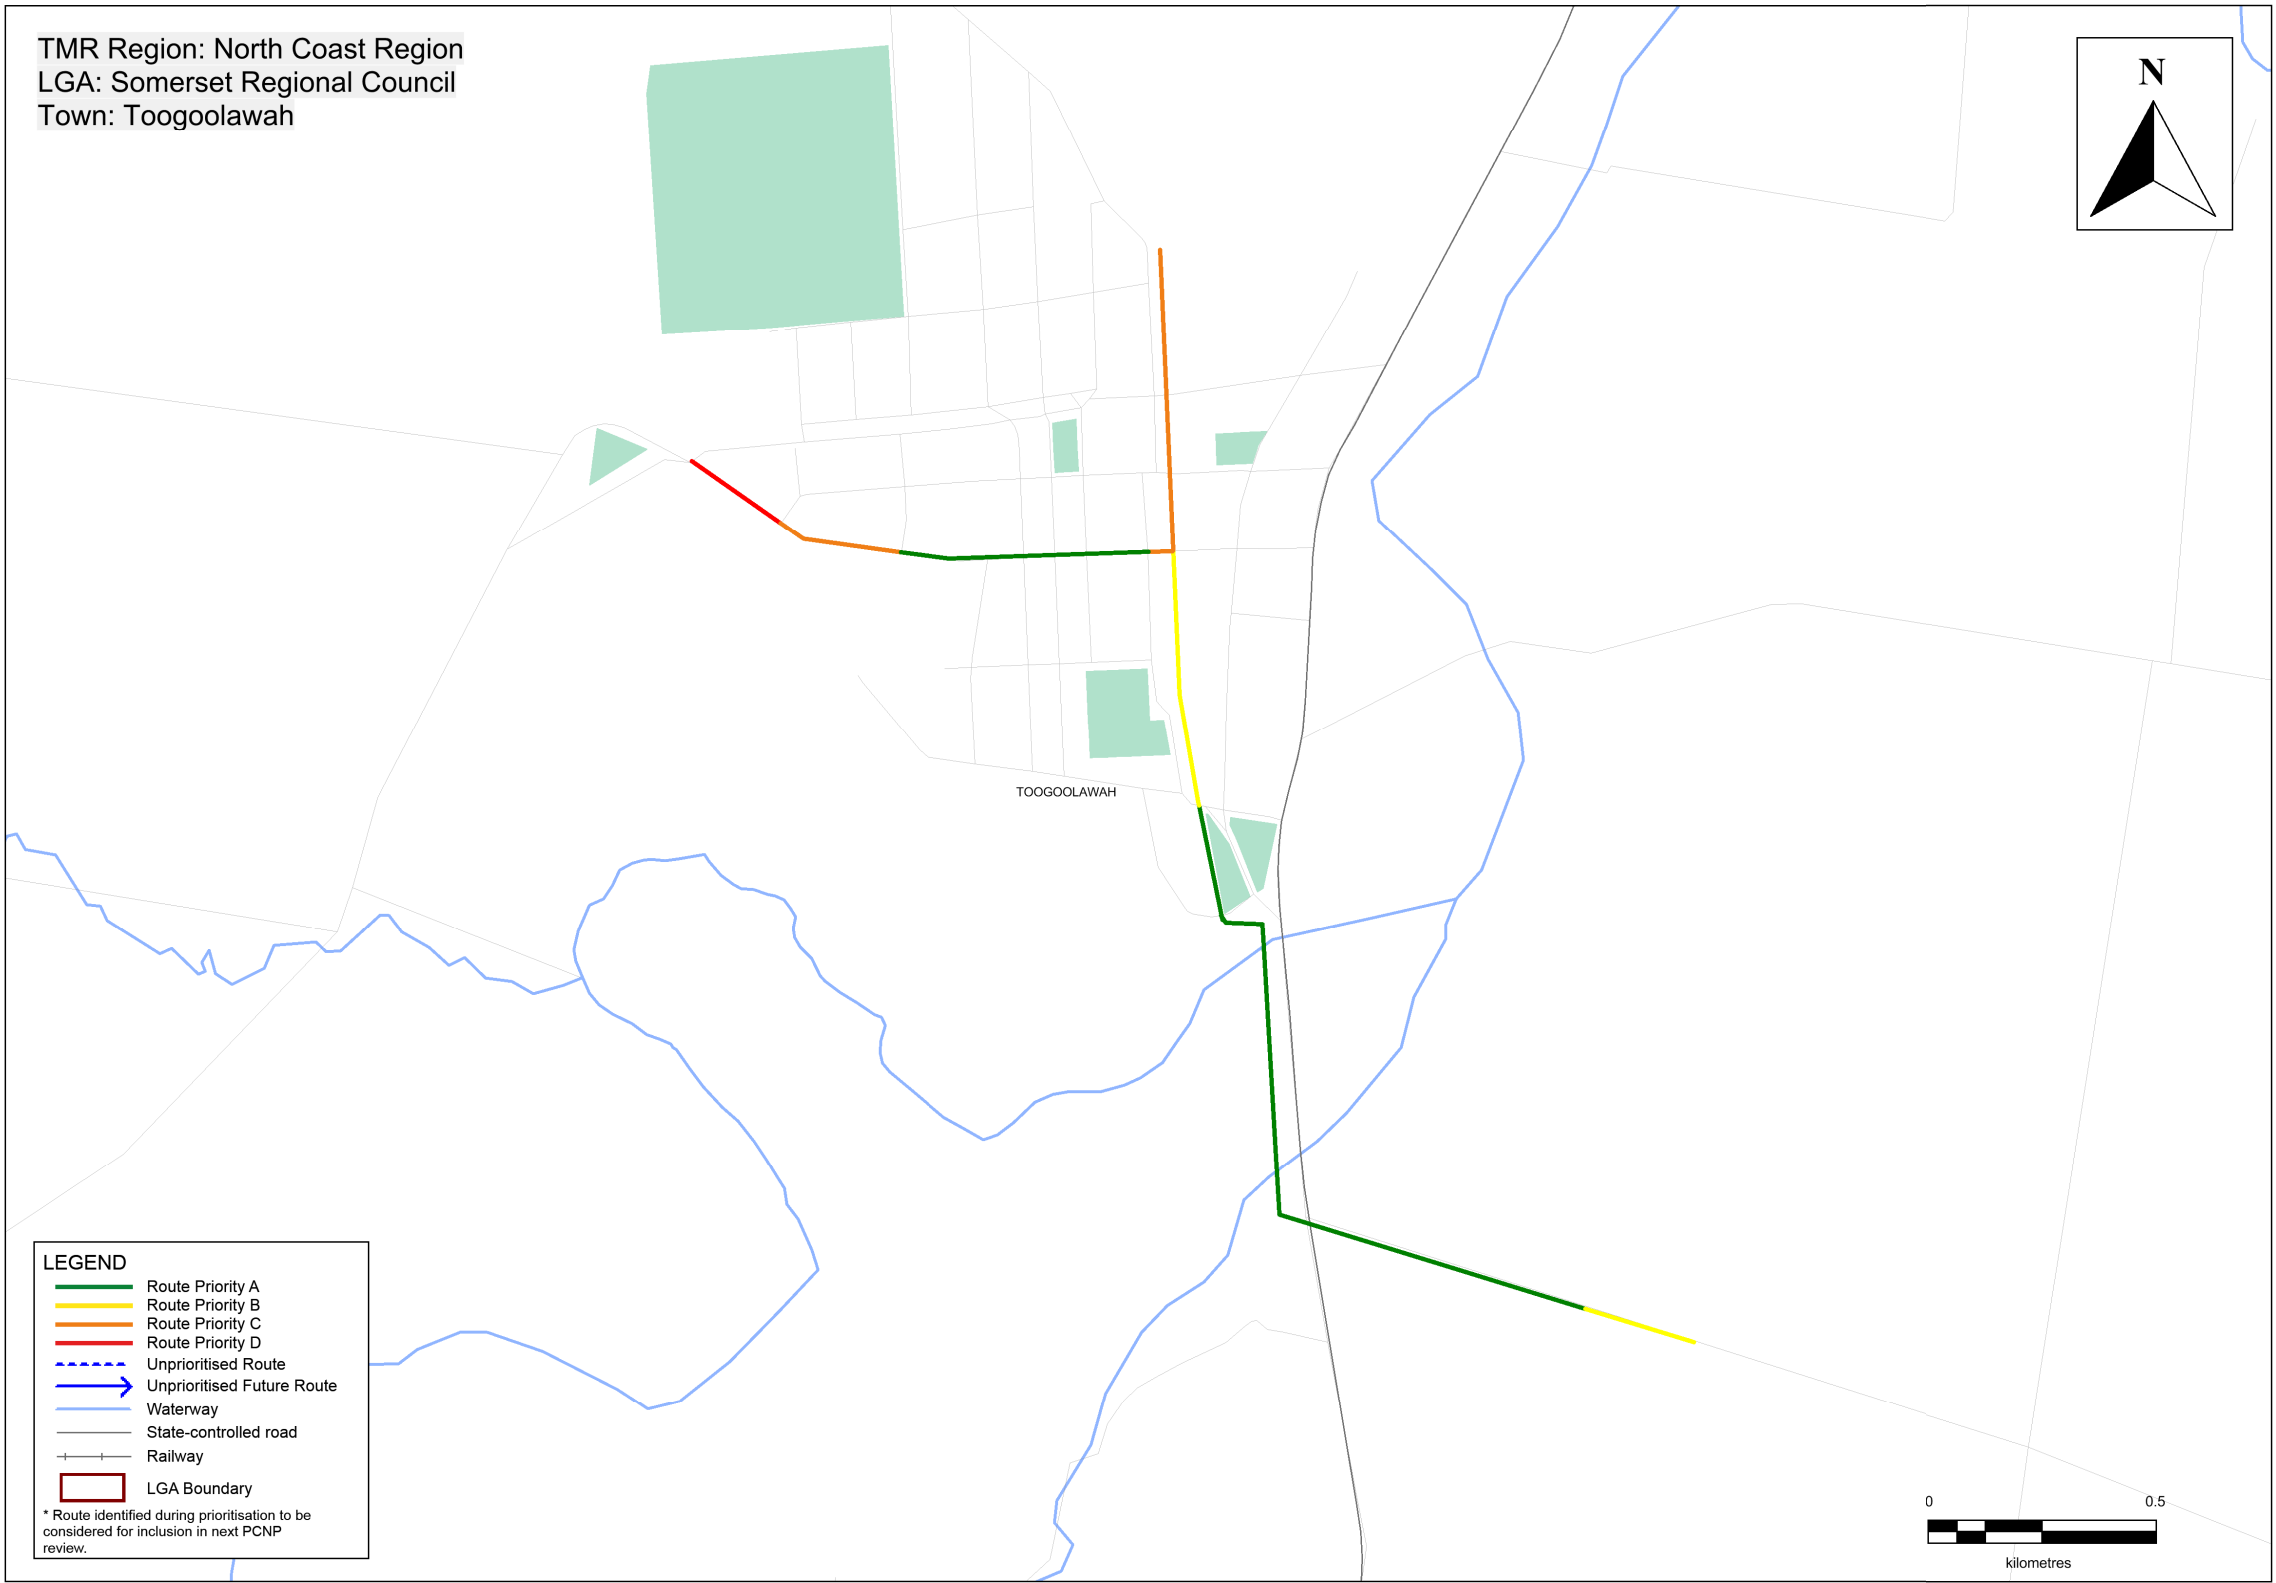 TMR Region: North Coast Region
LGA: Somerset Regional Council
Town: Toogoolawah
N
TOOGOOLAWAH
LEGEND
Route Priority A
Route Priority B
Route Priority C
Route Priority D
Unprioritised Route
Unprioritised Future Route
Waterway
State-controlled road
Railway
LGA Boundary
* Route identified during prioritisation to be
considered for inclusion in next PCNP
review.
0 0.5
kilometres